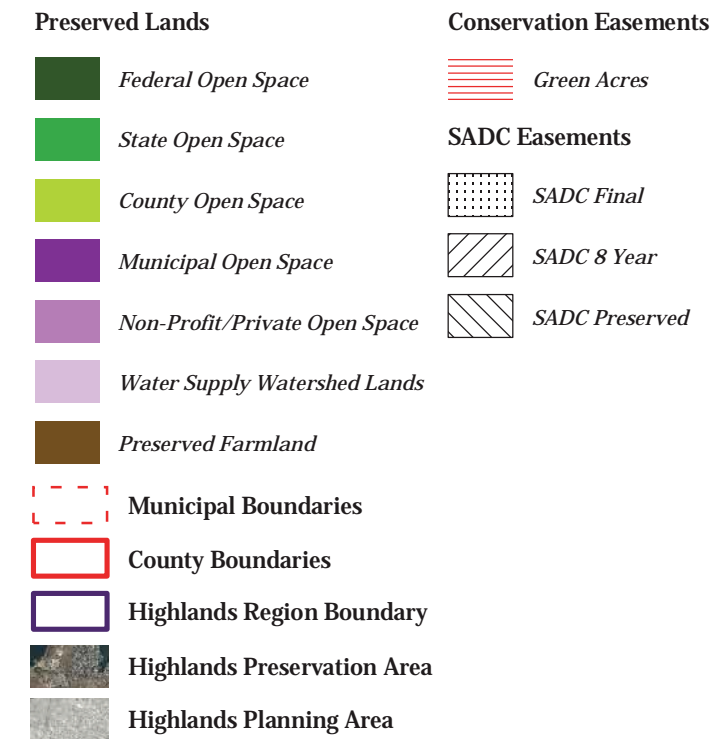 Preserved Lands
Federal Open Space
State Open Space
County Open Space
Municipal Open Space
Non-Profit/Private Open Space
Water Supply Watershed Lands
Preserved Farmland
Municipal Boundaries
County Boundaries
Highlands Region Boundary
Highlands Preservation Area
Highlands Planning Area
Conservation Easements
Green Acres
SADC Easements
SADC Final
SADC 8 Year
SADC Preserved